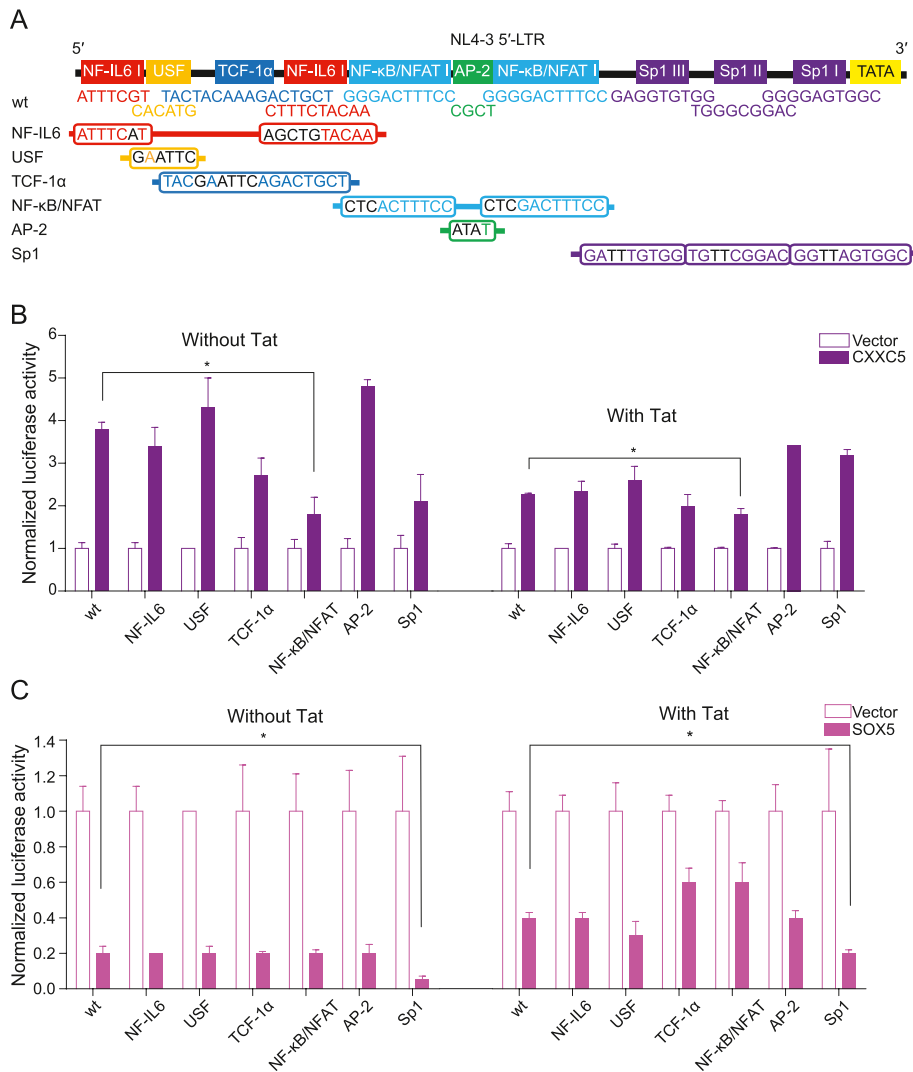 A
NL4-3 5′-LTR
5′ 3′
NF-IL6 I USF TCF-1α NF-IL6 I NF-κB/NFAT I AP-2 NF-κB/NFAT I Sp1 III Sp1 II Sp1 I TATA
wt ATTTCGT TACTACAAAGACTGCT GGGACTTTCC GGGGACTTTCC GAGGTGTGG GGGGAGTGGC
CACATG CTTTCTACAA CGCT TGGGCGGAC
NF-IL6 ATTTCAT AGCTGTACAA
USF GAATTC
TCF-1α TACGAATTCAGACTGCT
NF-κB/NFAT CTCACTTTCC CTCGACTTTCC
AP-2 ATAT
Sp1 GATTTGTGG TGTTCGGAC GGTTAGTGGC
B
Normalized luciferase activity
6
5
4
3
2
1
0
Without Tat
*
With Tat
*
Vector
CXXC5
wt NF-IL6 USF TCF-1α NF-κB/NFAT AP-2 Sp1 wt NF-IL6 USF TCF-1α NF-κB/NFAT AP-2 Sp1
C
Normalized luciferase activity
1.4
1.2
1.0
0.8
0.6
0.4
0.2
0.0
Without Tat
*
With Tat
*
Vector
SOX5
wt NF-IL6 USF TCF-1α NF-κB/NFAT AP-2 Sp1 wt NF-IL6 USF TCF-1α NF-κB/NFAT AP-2 Sp1